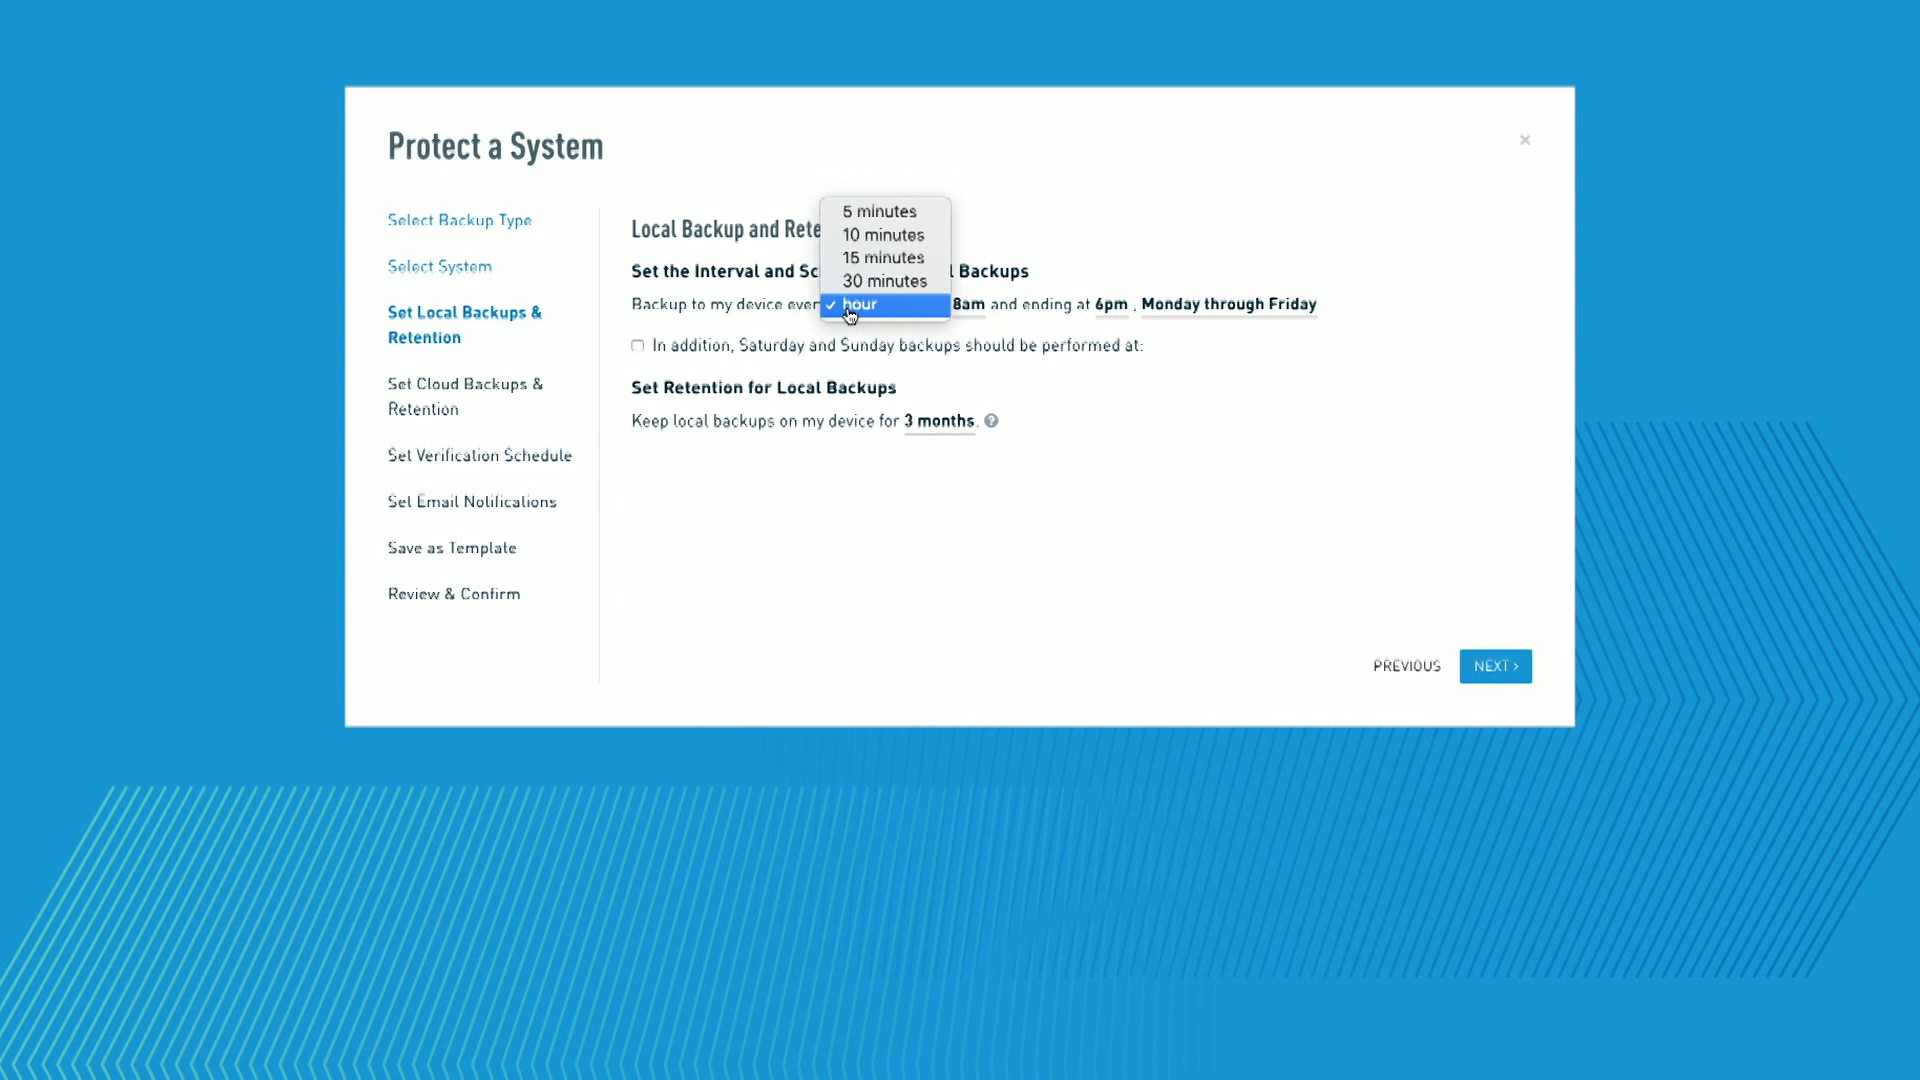 Protect a System
×
Select Backup Type
Select System
Set Local Backups &
Retention
Set Cloud Backups &
Retention
Set Verification Schedule
Set Email Notifications
Save as Template
Review & Confirm
Local Backup and Rete
5 minutes
10 minutes
15 minutes
30 minutes
✓ hour
Set the Interval and Sc l Backups
Backup to my device ever 8am and ending at 6pm , Monday through Friday
In addition, Saturday and Sunday backups should be performed at:
Set Retention for Local Backups
Keep local backups on my device for 3 months. ?
PREVIOUS
NEXT >